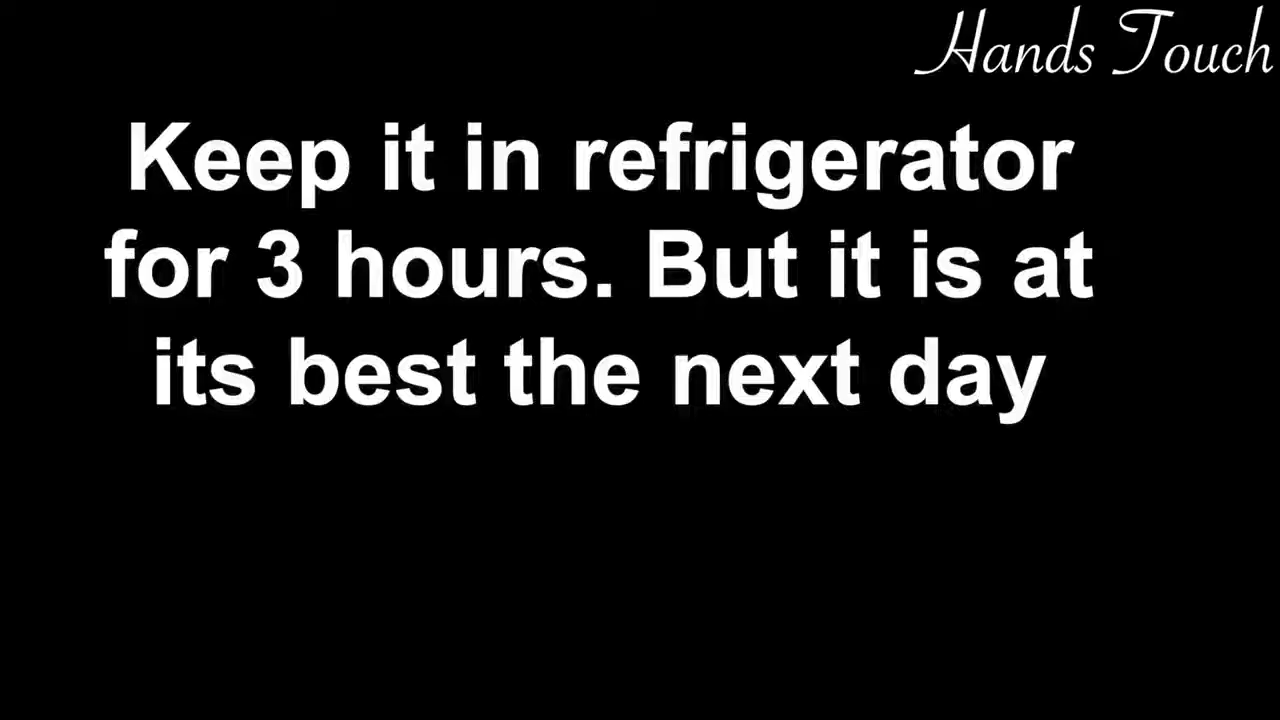 Hands Touch
Keep it in refrigerator
for 3 hours. But it is at
its best the next day